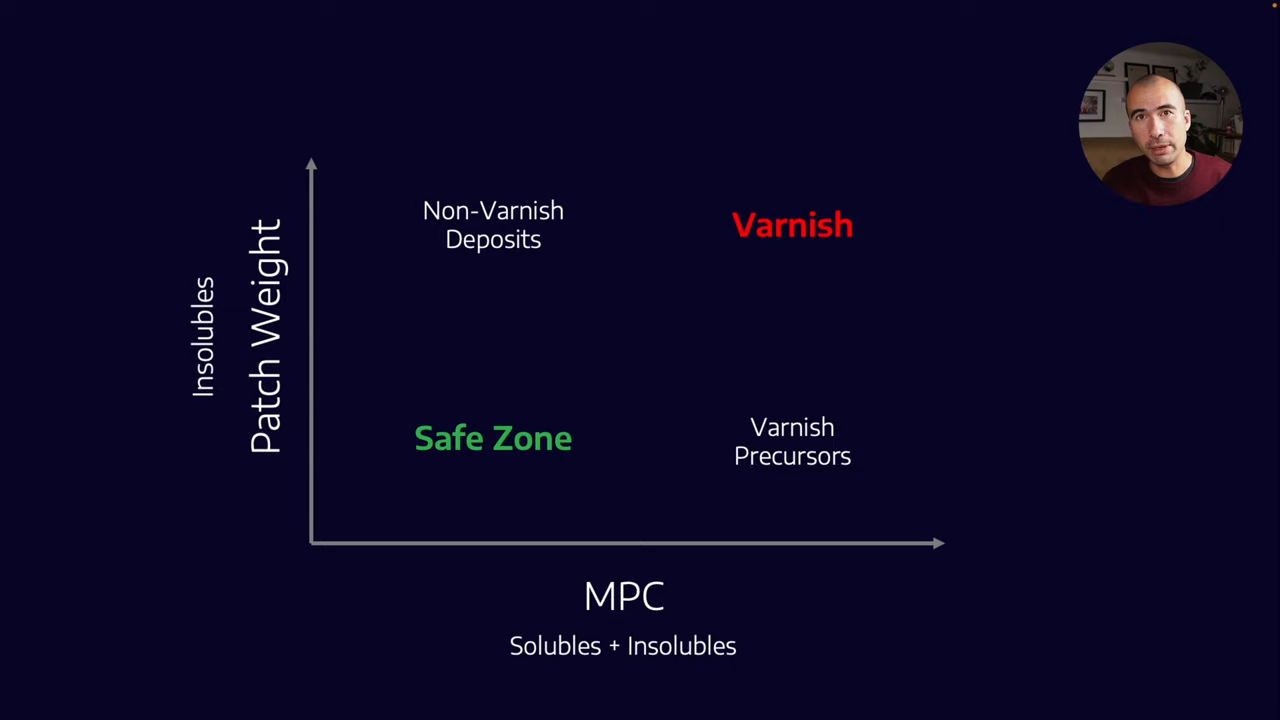 Non-Varnish
Deposits
Varnish
Insolubles
Patch Weight
Safe Zone
Varnish
Precursors
MPC
Solubles + Insolubles